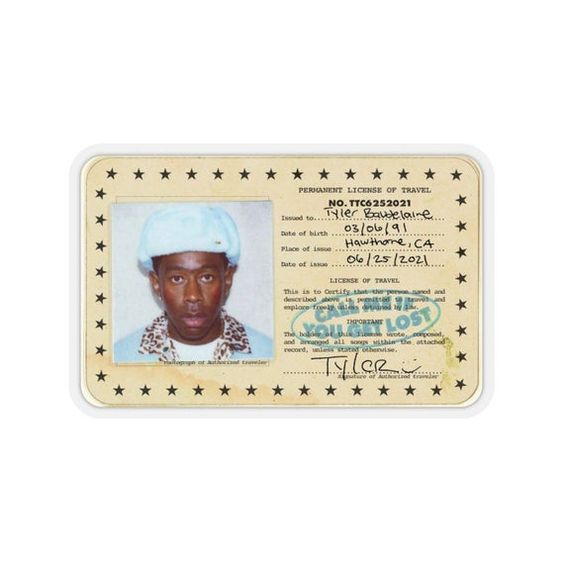 PERMANENT LICENSE OF TRAVEL
NO. TTC6252021
Issued to Tyler Baudelaire
Date of birth 03/06/91
Place of issue Hawthorne, CA
Date of issue 06/25/2021
LICENSE OF TRAVEL
This is to Certify that the person named and
described above is permitted to travel and
explore freely unless detained by law.
CALL ME IF
YOU GET LOST
IMPORTANT
The holder of this license wrote, composed,
and arranged all songs within the attached
record, unless stated otherwise.
Tyler
Signature of Authorized traveler
Photograph of Authorized traveler